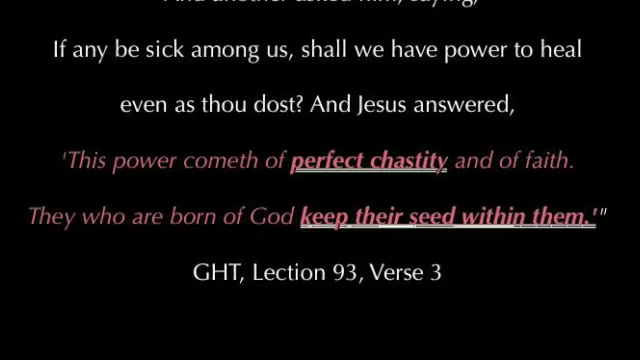 And another asked him, saying,
If any be sick among us, shall we have power to heal
even as thou dost? And Jesus answered,
'This power cometh of perfect chastity and of faith.
They who are born of God keep their seed within them.'"
GHT, Lection 93, Verse 3